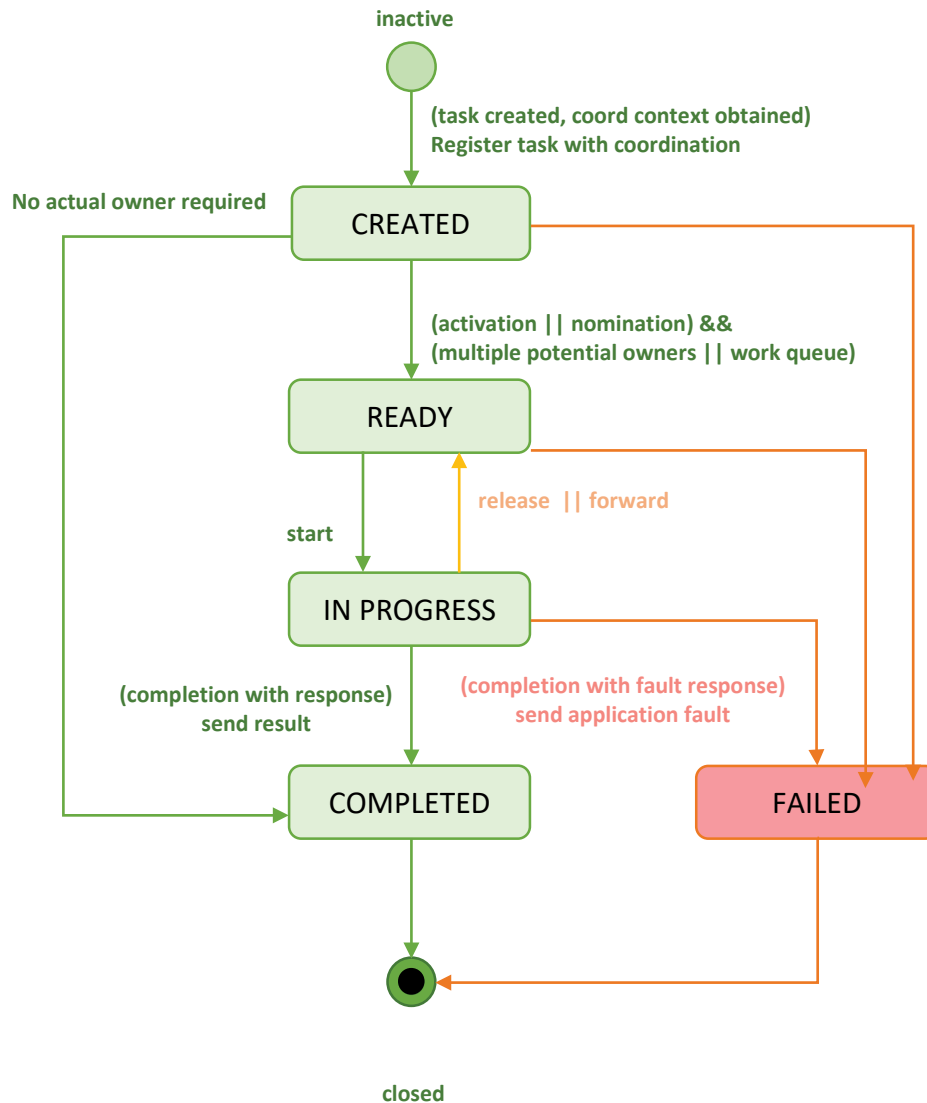 inactive
(task created, coord context obtained)
Register task with coordination
No actual owner required
CREATED
(activation || nomination) &&
(multiple potential owners || work queue)
READY
release || forward
start
IN PROGRESS
(completion with response)
send result
(completion with fault response)
send application fault
COMPLETED
FAILED
closed